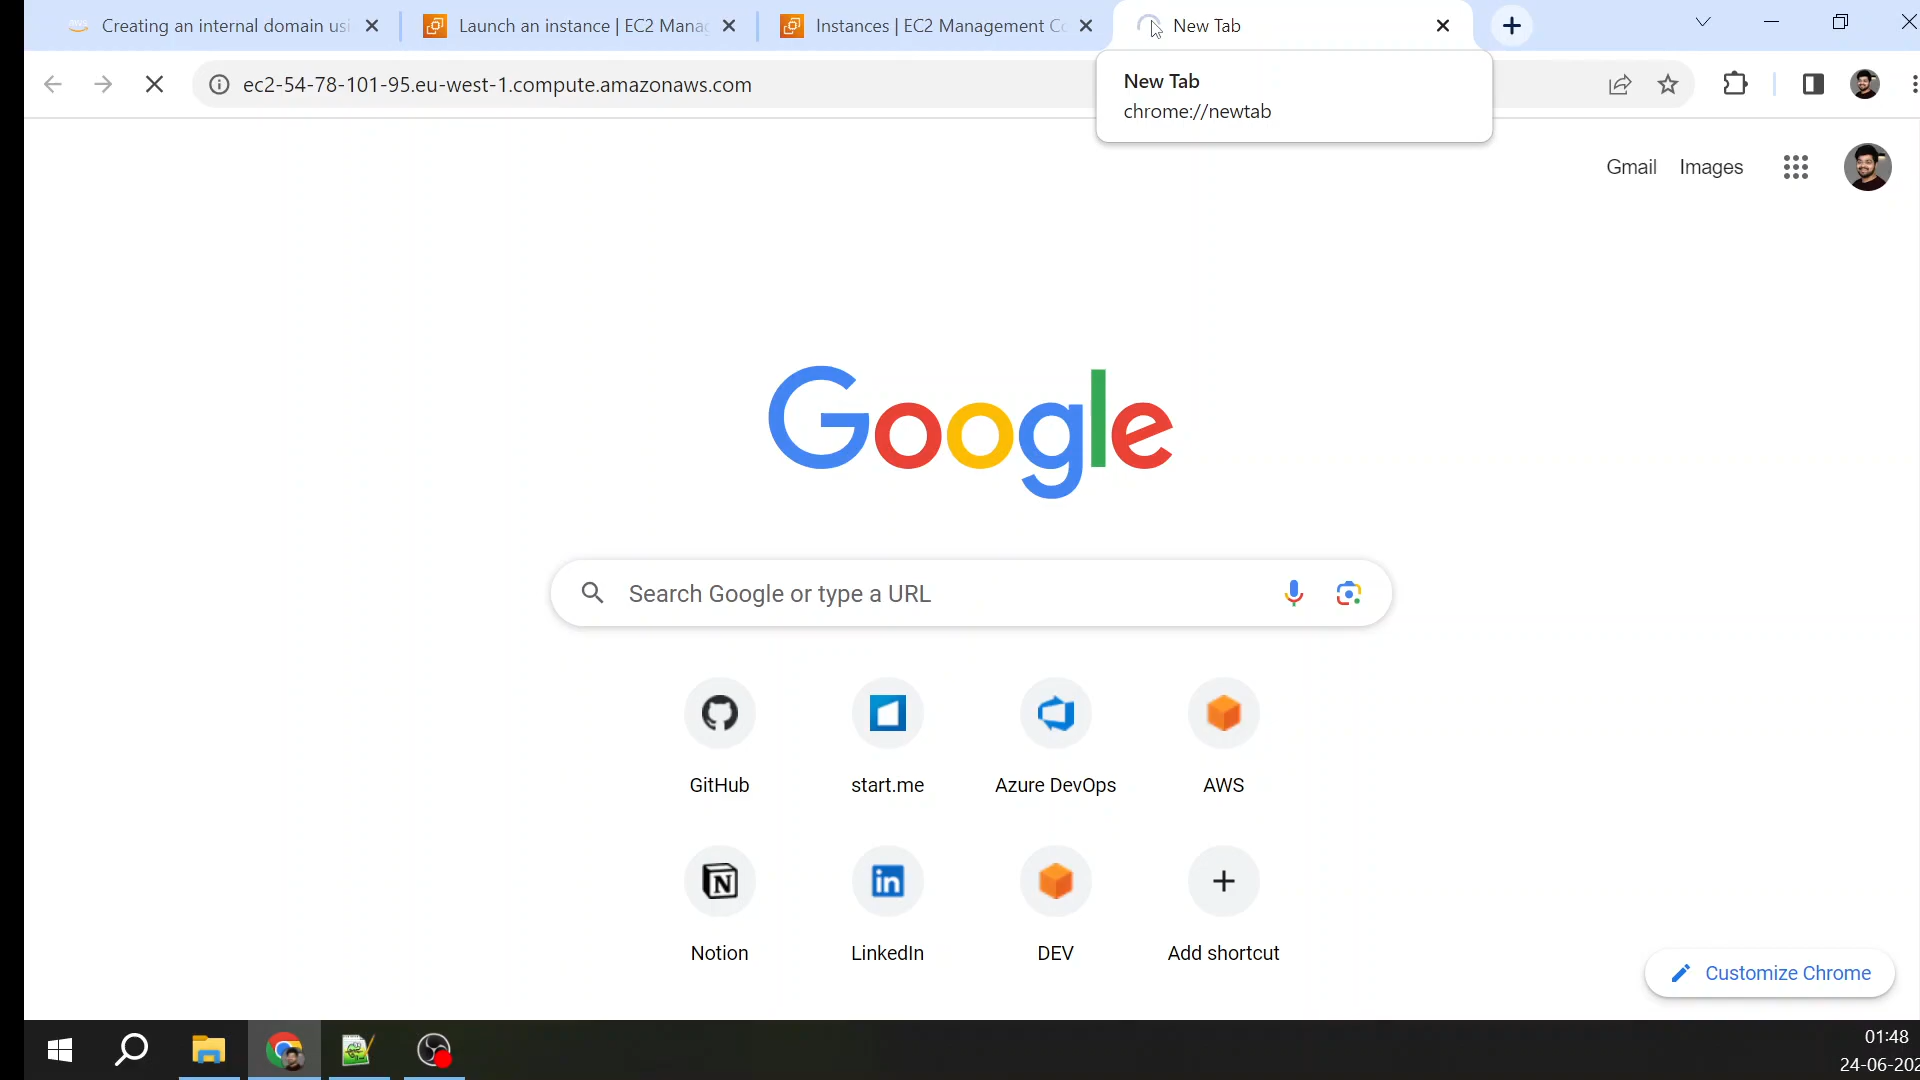 Creating an internal domain usi
Launch an instance | EC2 Manag
Instances | EC2 Management Co
New Tab
ec2-54-78-101-95.eu-west-1.compute.amazonaws.com
New Tab
chrome://newtab
Gmail
Images
Google
Search Google or type a URL
GitHub
start.me
Azure DevOps
AWS
Notion
LinkedIn
DEV
Add shortcut
Customize Chrome
01:48
24-06-202